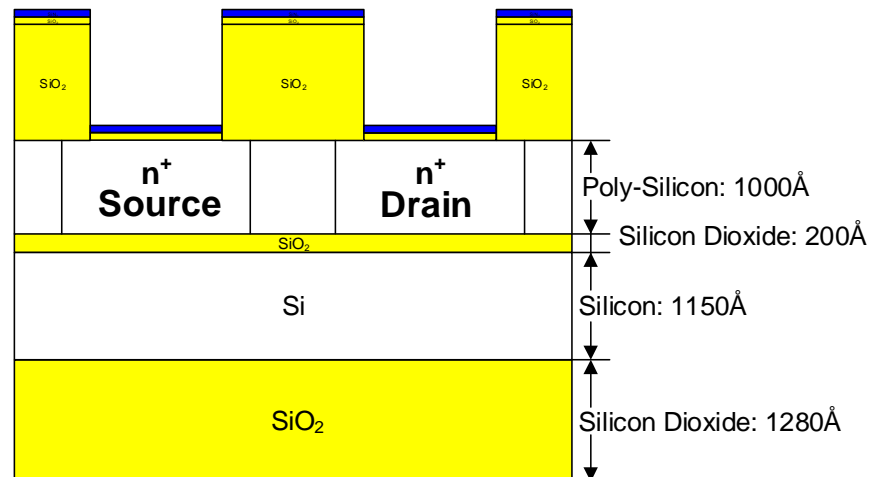 SiO₂
SiO₂ SiO₂ SiO₂
n⁺ n⁺
Source Drain
Poly-Silicon: 1000Å
Silicon Dioxide: 200Å
SiO₂
Si
Silicon: 1150Å
SiO₂
Silicon Dioxide: 1280Å